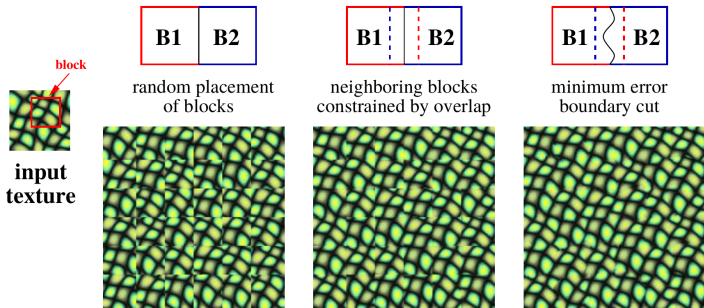 B1 B2
B1 B2
B1 B2
block
random placement
of blocks
neighboring blocks
constrained by overlap
minimum error
boundary cut
input
texture